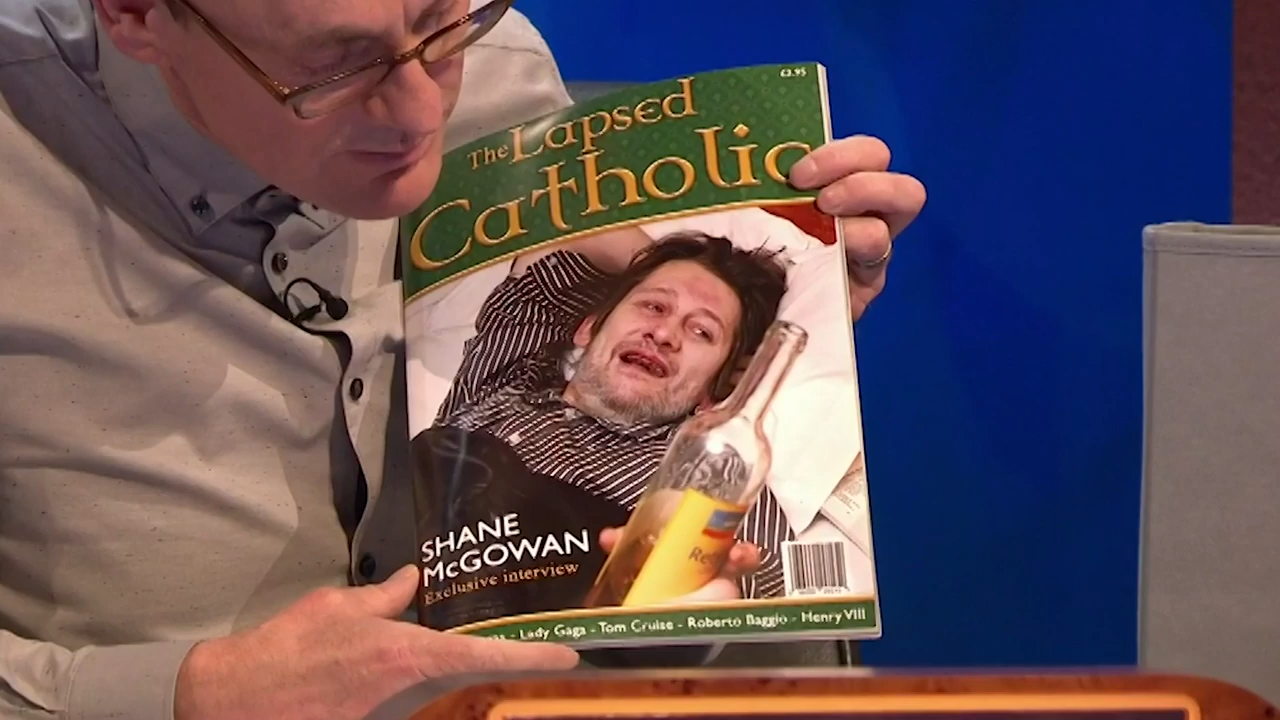 £3.95
The Lapsed
Catholic
SHANE
McGOWAN
Exclusive interview
- Lady Gaga - Tom Cruise - Roberto Baggio - Henry VIII